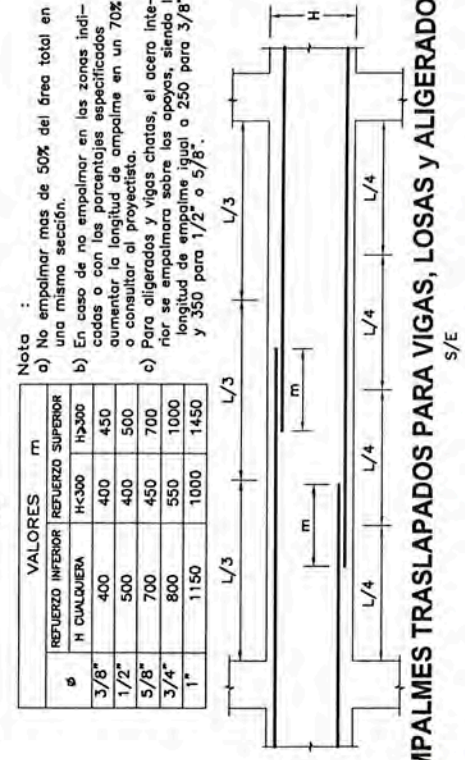 VALORES m
ø REFUERZO INFERIOR REFUERZO SUPERIOR
H CUALQUIERA H<300 H≥300
3/8" 400 400 450
1/2" 500 400 500
5/8" 700 450 700
3/4" 800 550 1000
1" 1150 1000 1450
Nota :
a) No empalmar mas de 50% del área total en
una misma sección.
b) En caso de no empalmar en las zonas indi-
cadas o con los porcentajes especificados
aumentar la longitud de ampalme en un 70%
o consultar al proyectista.
c) Para aligerados y vigas chatas, el acero infe-
rior se empalmara sobre los apoyos, siendo l
longitud de empalme igual a 250 para 3/8"
y 350 para 1/2" o 5/8".
L/3 L/3 L/3
H
m
m
L/4 L/4 L/4 L/4
MPALMES TRASLAPADOS PARA VIGAS, LOSAS y ALIGERADO
S/E